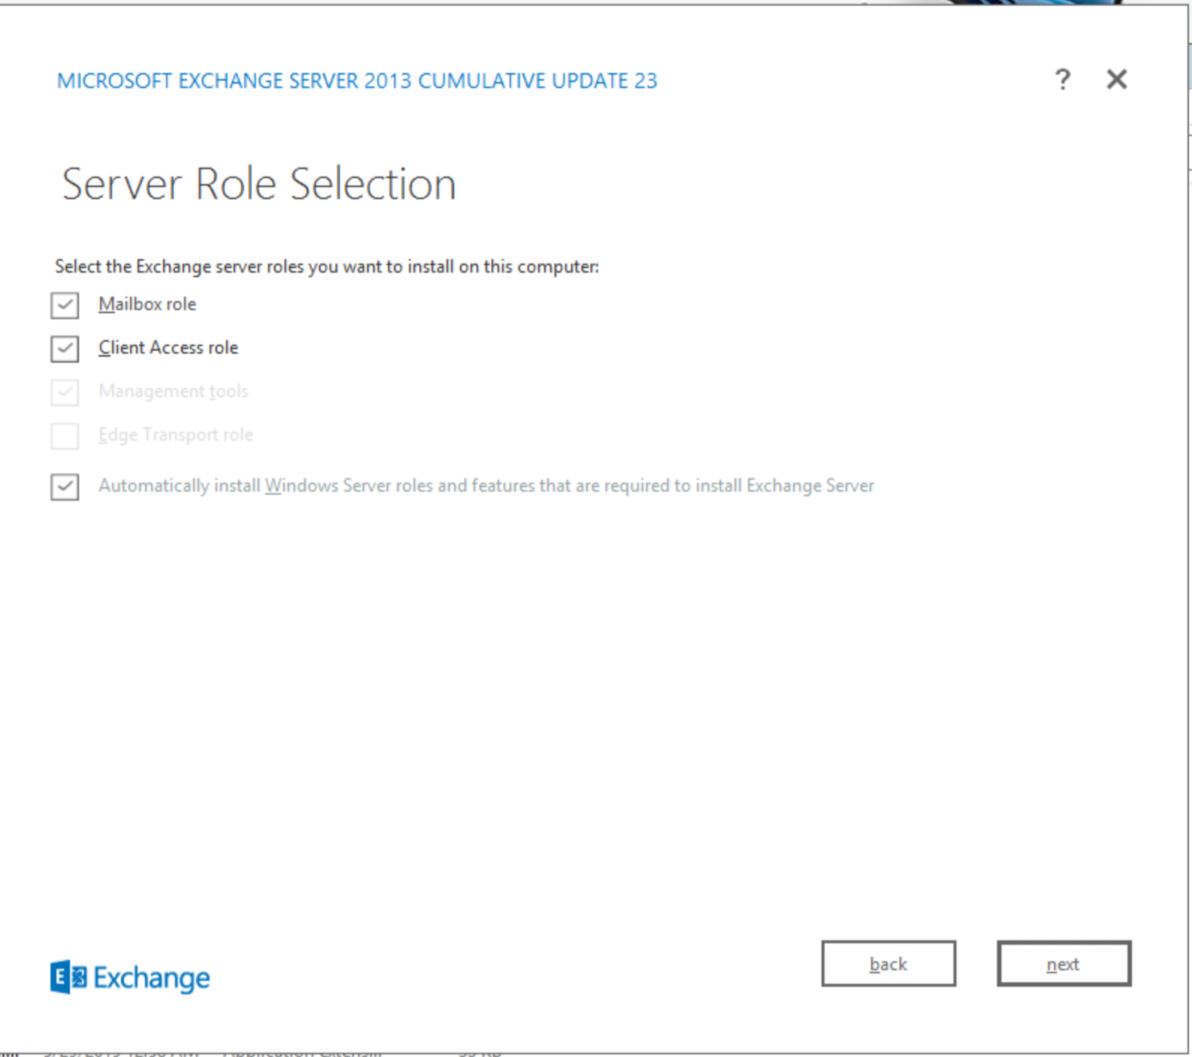 MICROSOFT EXCHANGE SERVER 2013 CUMULATIVE UPDATE 23
?
Server Role Selection
Select the Exchange server roles you want to install on this computer:
Mailbox role
Client Access role
Management tools
Edge Transport role
Automatically install Windows Server roles and features that are required to install Exchange Server
back
next
E Exchange